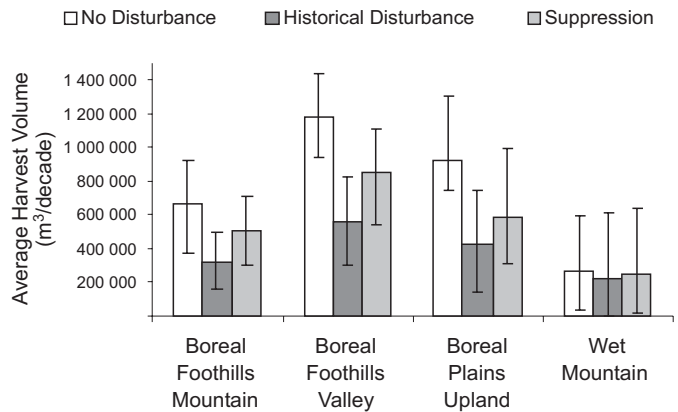 No Disturbance Historical Disturbance Suppression
Average Harvest Volume
(m³/decade)
1 400 000
1 200 000
1 000 000
800 000
600 000
400 000
200 000
Boreal Foothills Mountain
Boreal Foothills Valley
Boreal Plains Upland
Wet Mountain